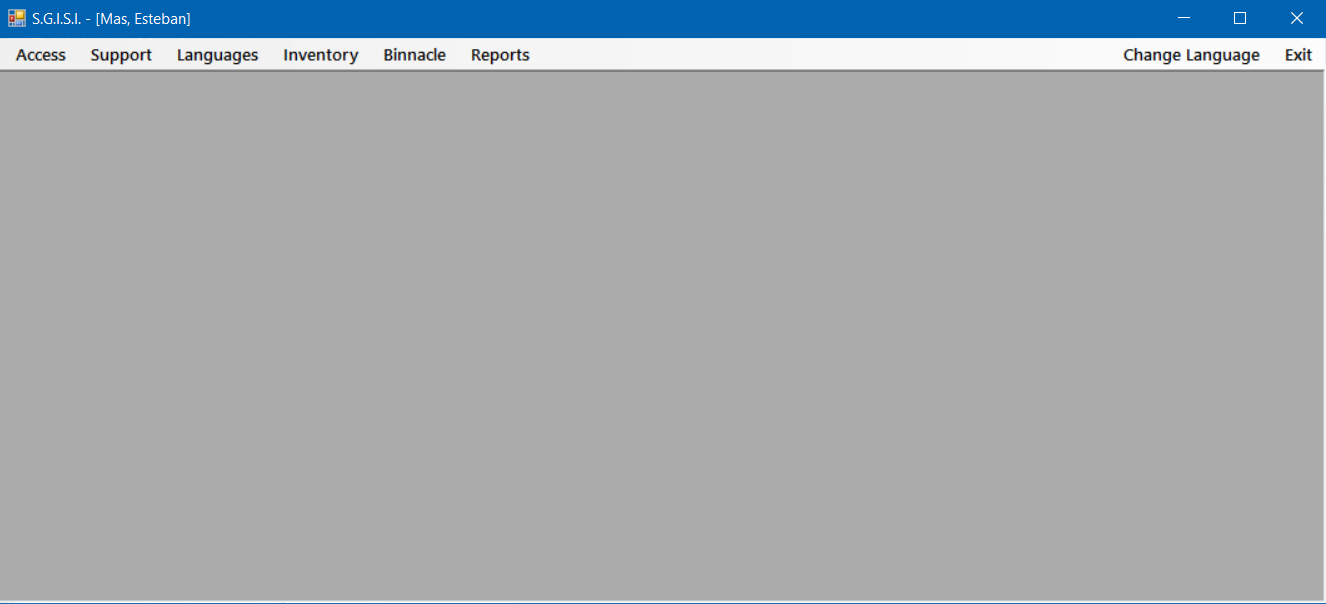 S.G.I.S.I. - [Mas, Esteban]
Access Support Languages Inventory Binnacle Reports Change Language Exit